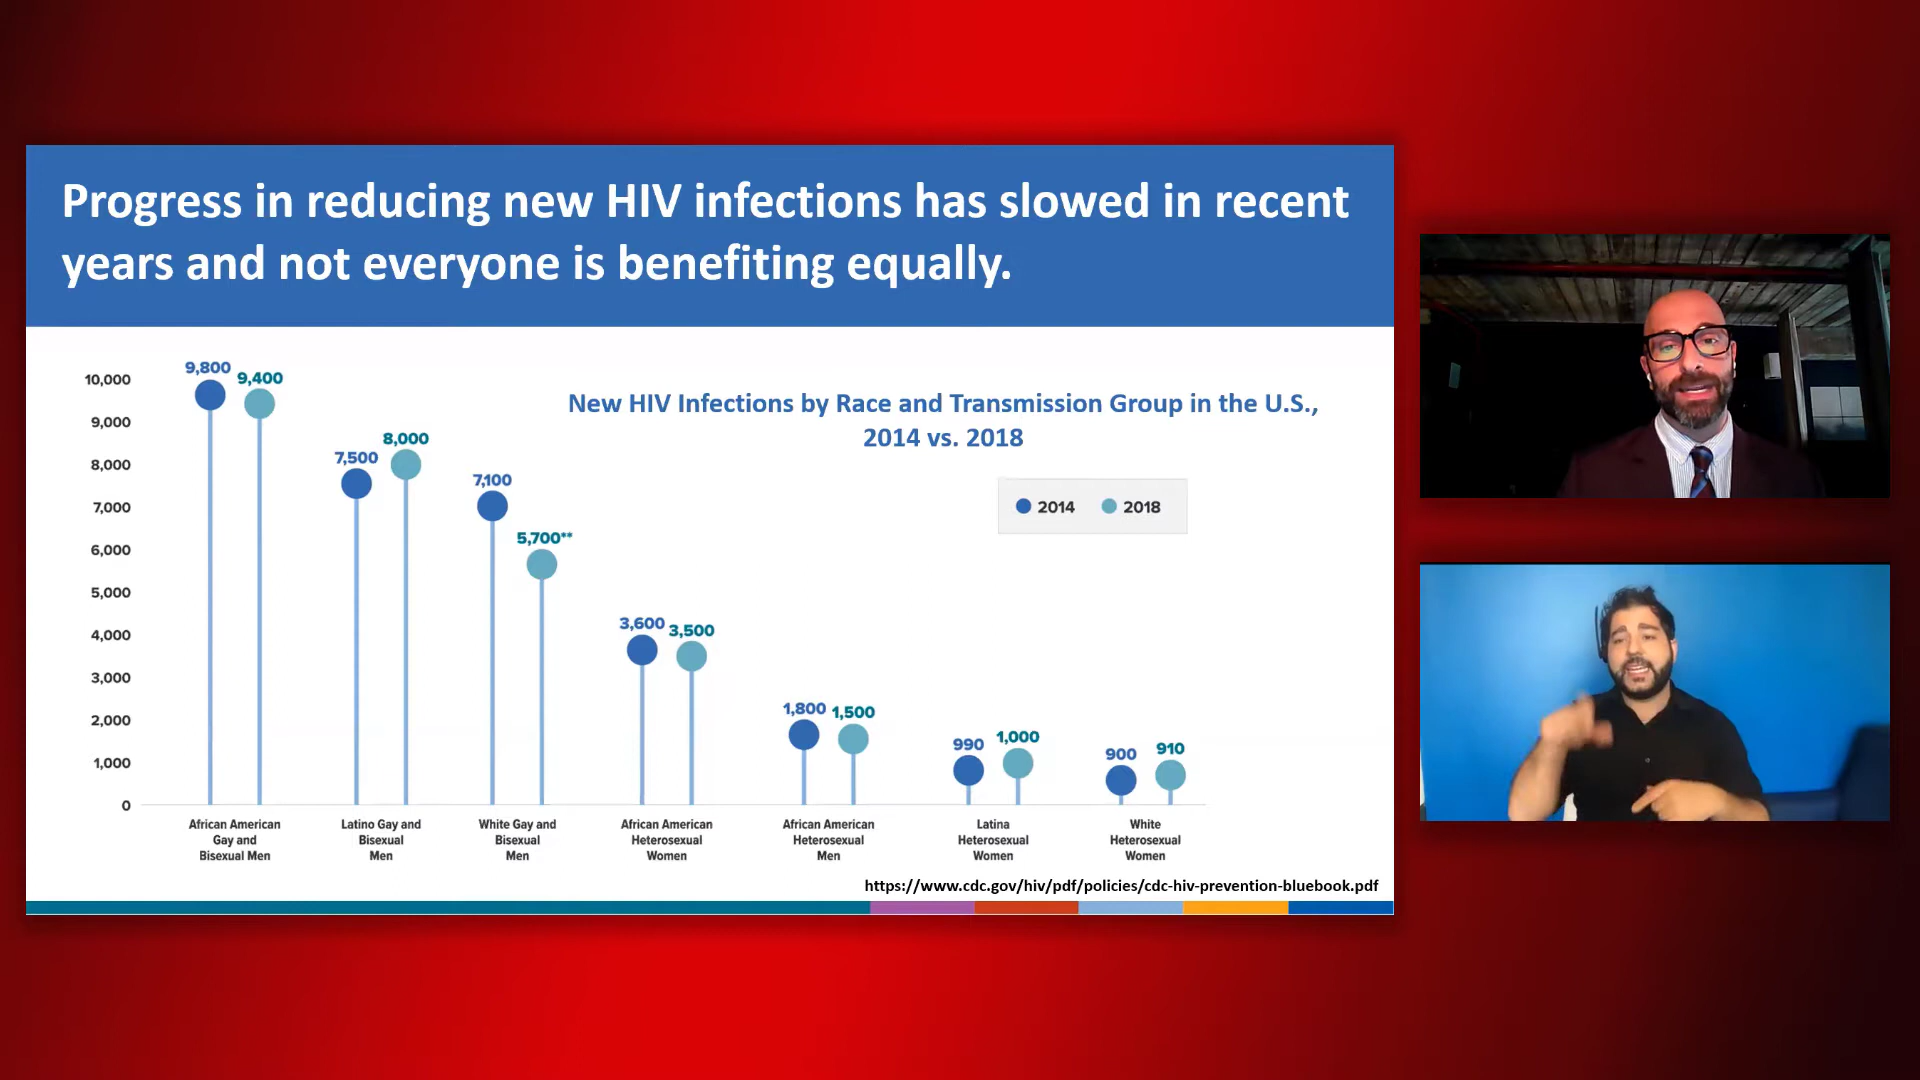 Progress in reducing new HIV infections has slowed in recent
years and not everyone is benefiting equally.
New HIV Infections by Race and Transmission Group in the U.S.,
2014 vs. 2018
2014 2018
10,000
9,000
8,000
7,000
6,000
5,000
4,000
3,000
2,000
1,000
0
9,800 9,400
7,500 8,000
7,100 5,700**
3,600 3,500
1,800 1,500
990 1,000
900 910
African American
Gay and
Bisexual Men
Latino Gay and
Bisexual
Men
White Gay and
Bisexual
Men
African American
Heterosexual
Women
African American
Heterosexual
Men
Latina
Heterosexual
Women
White
Heterosexual
Women
https://www.cdc.gov/hiv/pdf/policies/cdc-hiv-prevention-bluebook.pdf